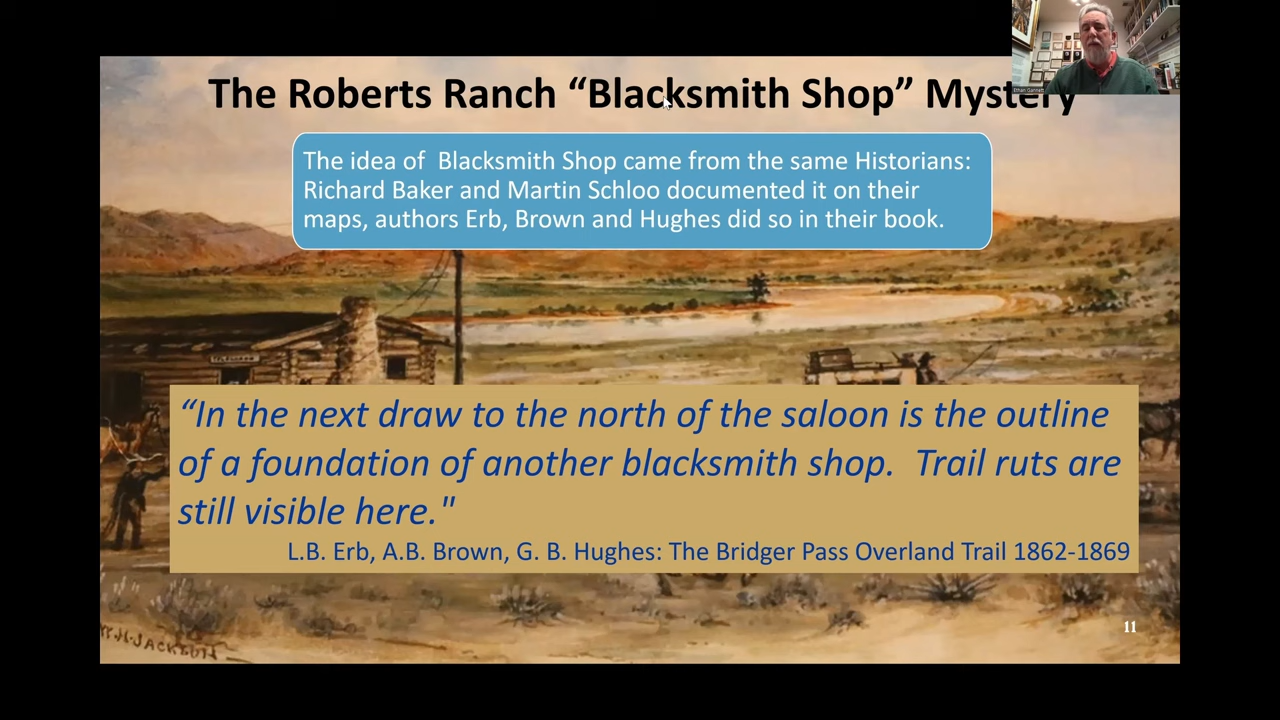 The Roberts Ranch “Blacksmith Shop” Mystery
Ethan Gannett
The idea of  Blacksmith Shop came from the same Historians:
Richard Baker and Martin Schloo documented it on their
maps, authors Erb, Brown and Hughes did so in their book.
“In the next draw to the north of the saloon is the outline
of a foundation of another blacksmith shop.  Trail ruts are
still visible here."
L.B. Erb, A.B. Brown, G. B. Hughes: The Bridger Pass Overland Trail 1862-1869
11
W.H. JACKSON